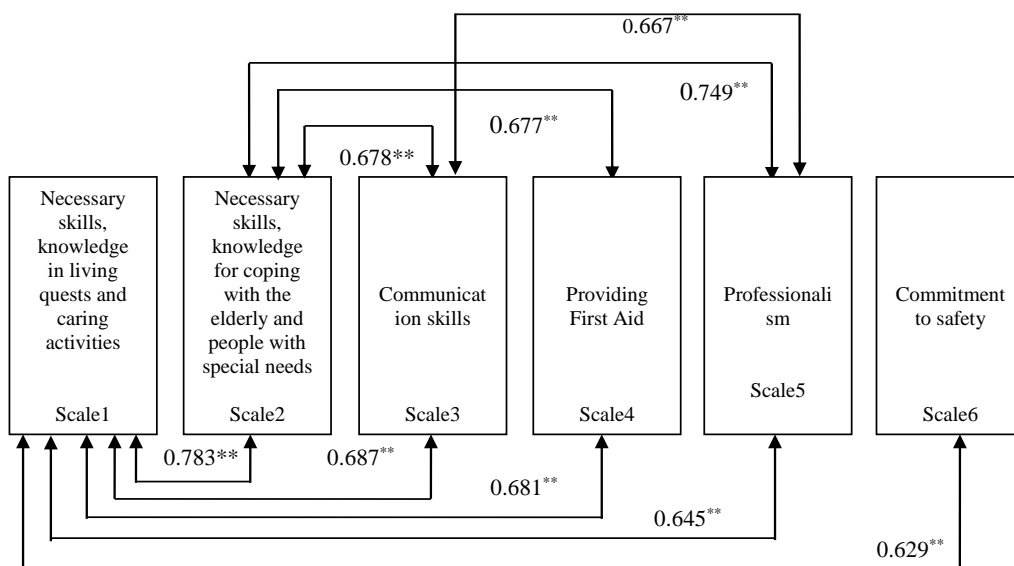 0.667**
0.749**
0.677**
0.678**
Necessary
skills,
knowledge
in living
quests and
caring
activities
Scale1
Necessary
skills,
knowledge
for coping
with the
elderly and
people with
special needs
Scale2
Communicat
ion skills
Scale3
Providing
First Aid
Scale4
Professionali
sm
Scale5
Commitment
to safety
Scale6
0.783**
0.687**
0.681**
0.645**
0.629**